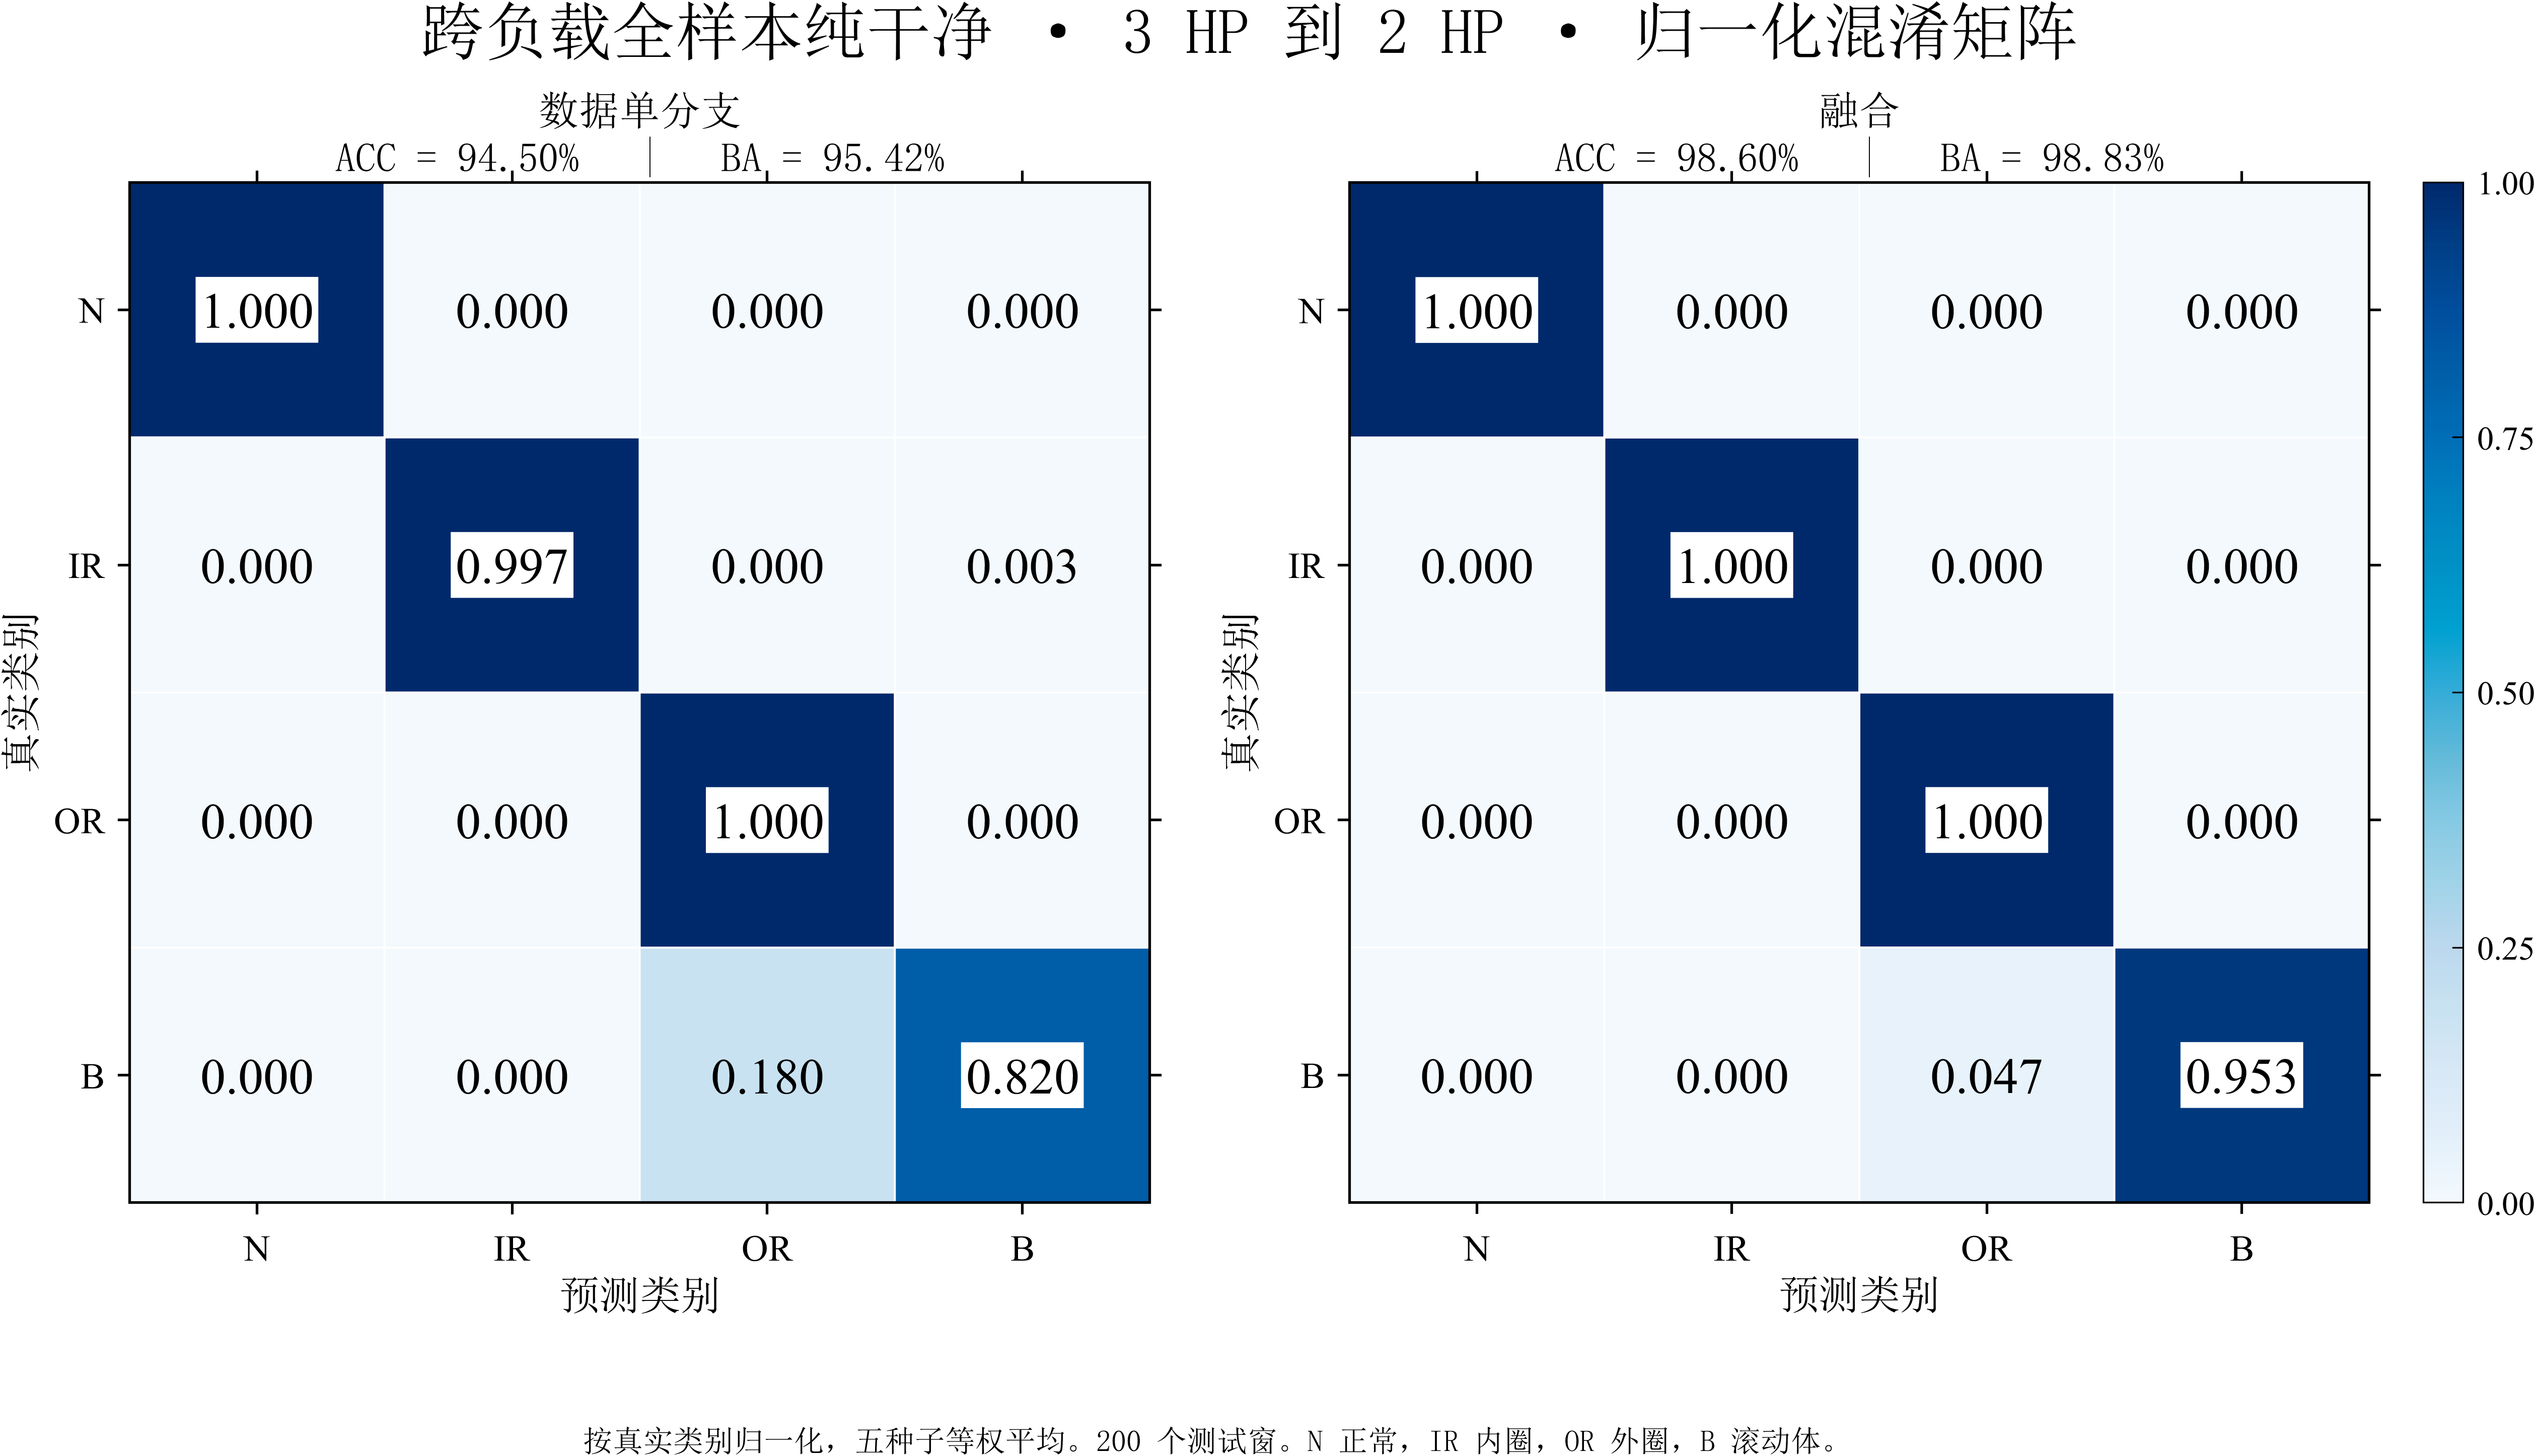 跨负载全样本纯干净 • 3 HP 到 2 HP • 归一化混淆矩阵
数据单分支
ACC = 94.50% | BA = 95.42%
真实类别
N 1.000 0.000 0.000 0.000
IR 0.000 0.997 0.000 0.003
OR 0.000 0.000 1.000 0.000
B 0.000 0.000 0.180 0.820
N IR OR B
预测类别
融合
ACC = 98.60% | BA = 98.83%
真实类别
N 1.000 0.000 0.000 0.000
IR 0.000 1.000 0.000 0.000
OR 0.000 0.000 1.000 0.000
B 0.000 0.000 0.047 0.953
N IR OR B
预测类别
1.00
0.75
0.50
0.25
0.00
按真实类别归一化，五种子等权平均。200 个测试窗。N 正常，IR 内圈，OR 外圈，B 滚动体。